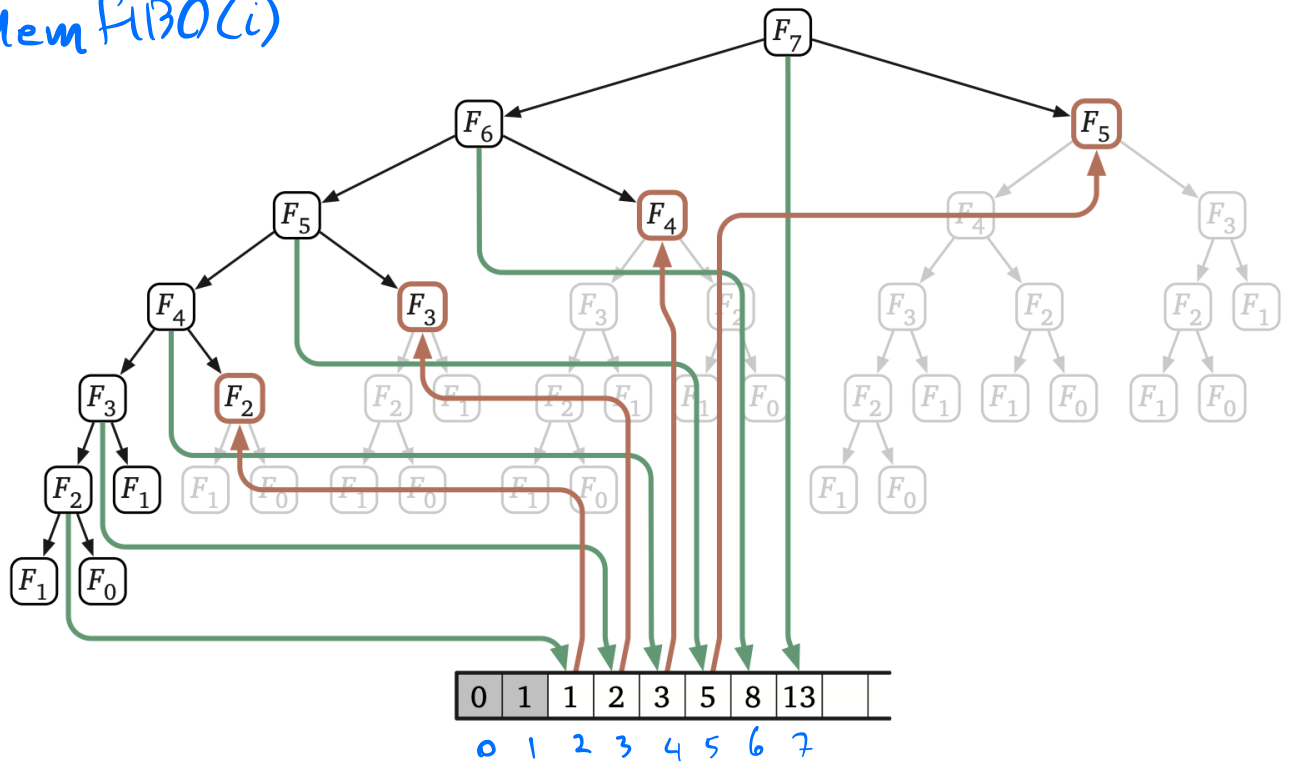 Mem FIBO(i)
F₇
F₆ F₅
F₅ F₄ F₄ F₃
F₄ F₃ F₃ F₂ F₃ F₂ F₂ F₁
F₃ F₂ F₂ F₁ F₂ F₁ F₁ F₀ F₂ F₁ F₁ F₀ F₁ F₀
F₂ F₁ F₁ F₀ F₁ F₀ F₁ F₀ F₁ F₀
F₁ F₀
0 1 1 2 3 5 8 13
0 1 2 3 4 5 6 7